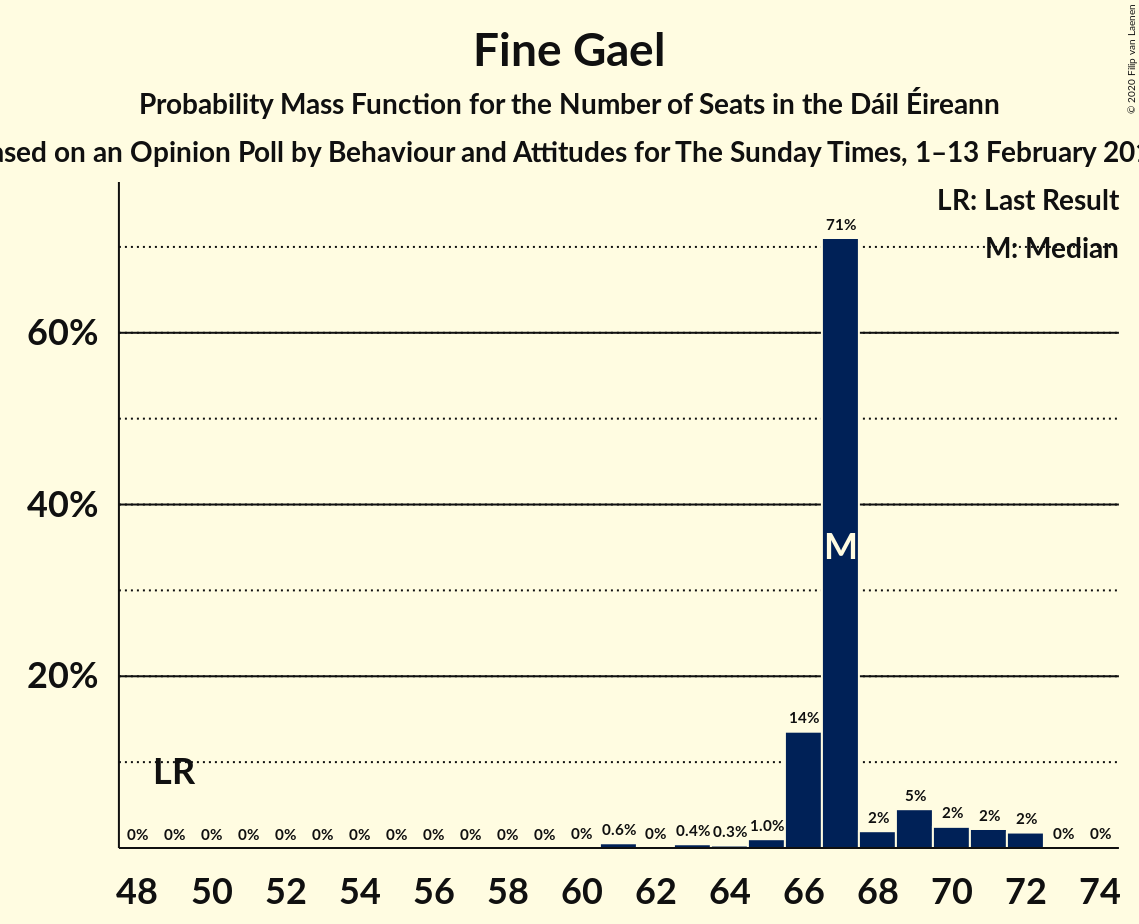 Fine Gael
Probability Mass Function for the Number of Seats in the Dáil Éireann
on an Opinion Poll by Behaviour and Attitudes for The Sunday Times, 1–13 February
© 2020 Filip van Laenen
LR: Last Result
M: Median
71%
60%
40%
M
20%
14%
LR
0% 0% 0% 0% 0% 0% 0% 0% 0% 0% 0% 0% 0% 0.6% 0% 0.4% 0.3% 1.0% 2% 5% 2% 2% 2% 0% 0%
48 50 52 54 56 58 60 62 64 66 68 70 72 74